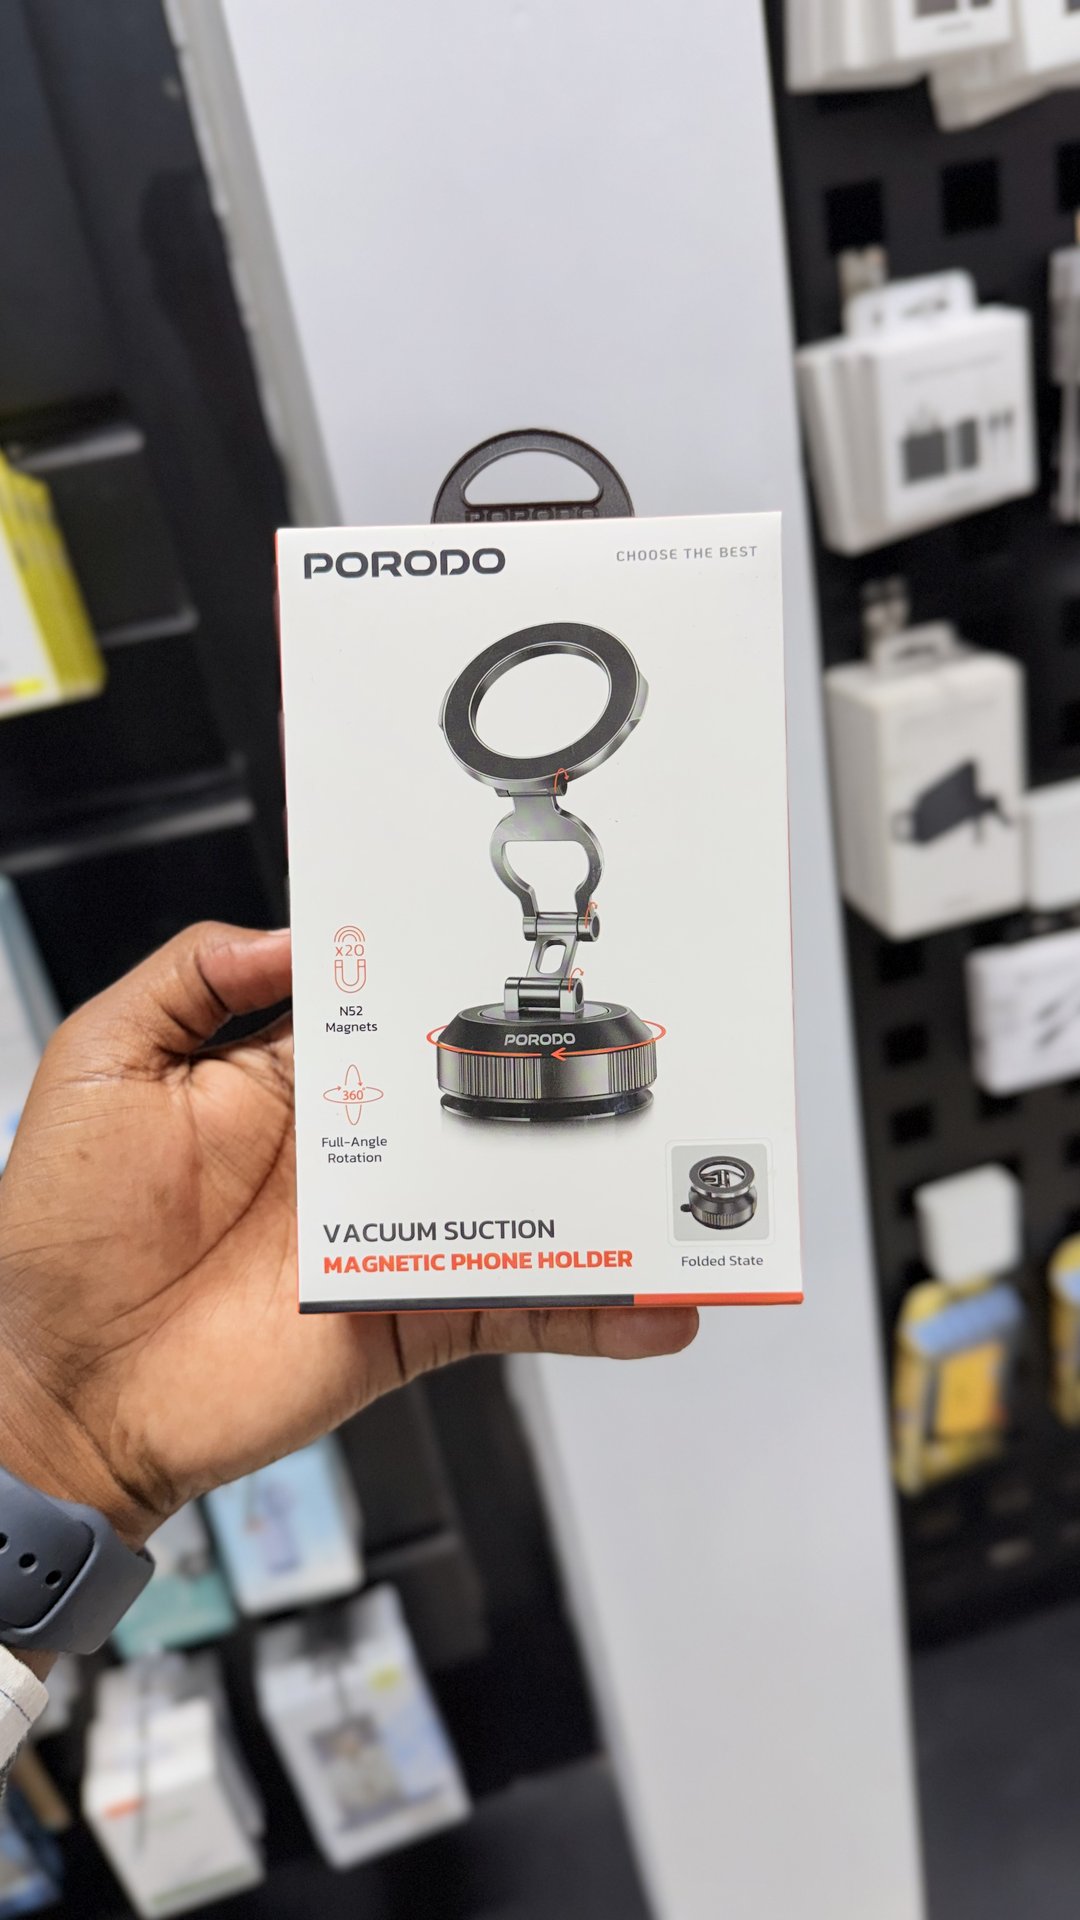 PORODO
PORODO
CHOOSE THE BEST
x20
N52
Magnets
PORODO
360°
Full-Angle
Rotation
VACUUM SUCTION
MAGNETIC PHONE HOLDER
Folded State